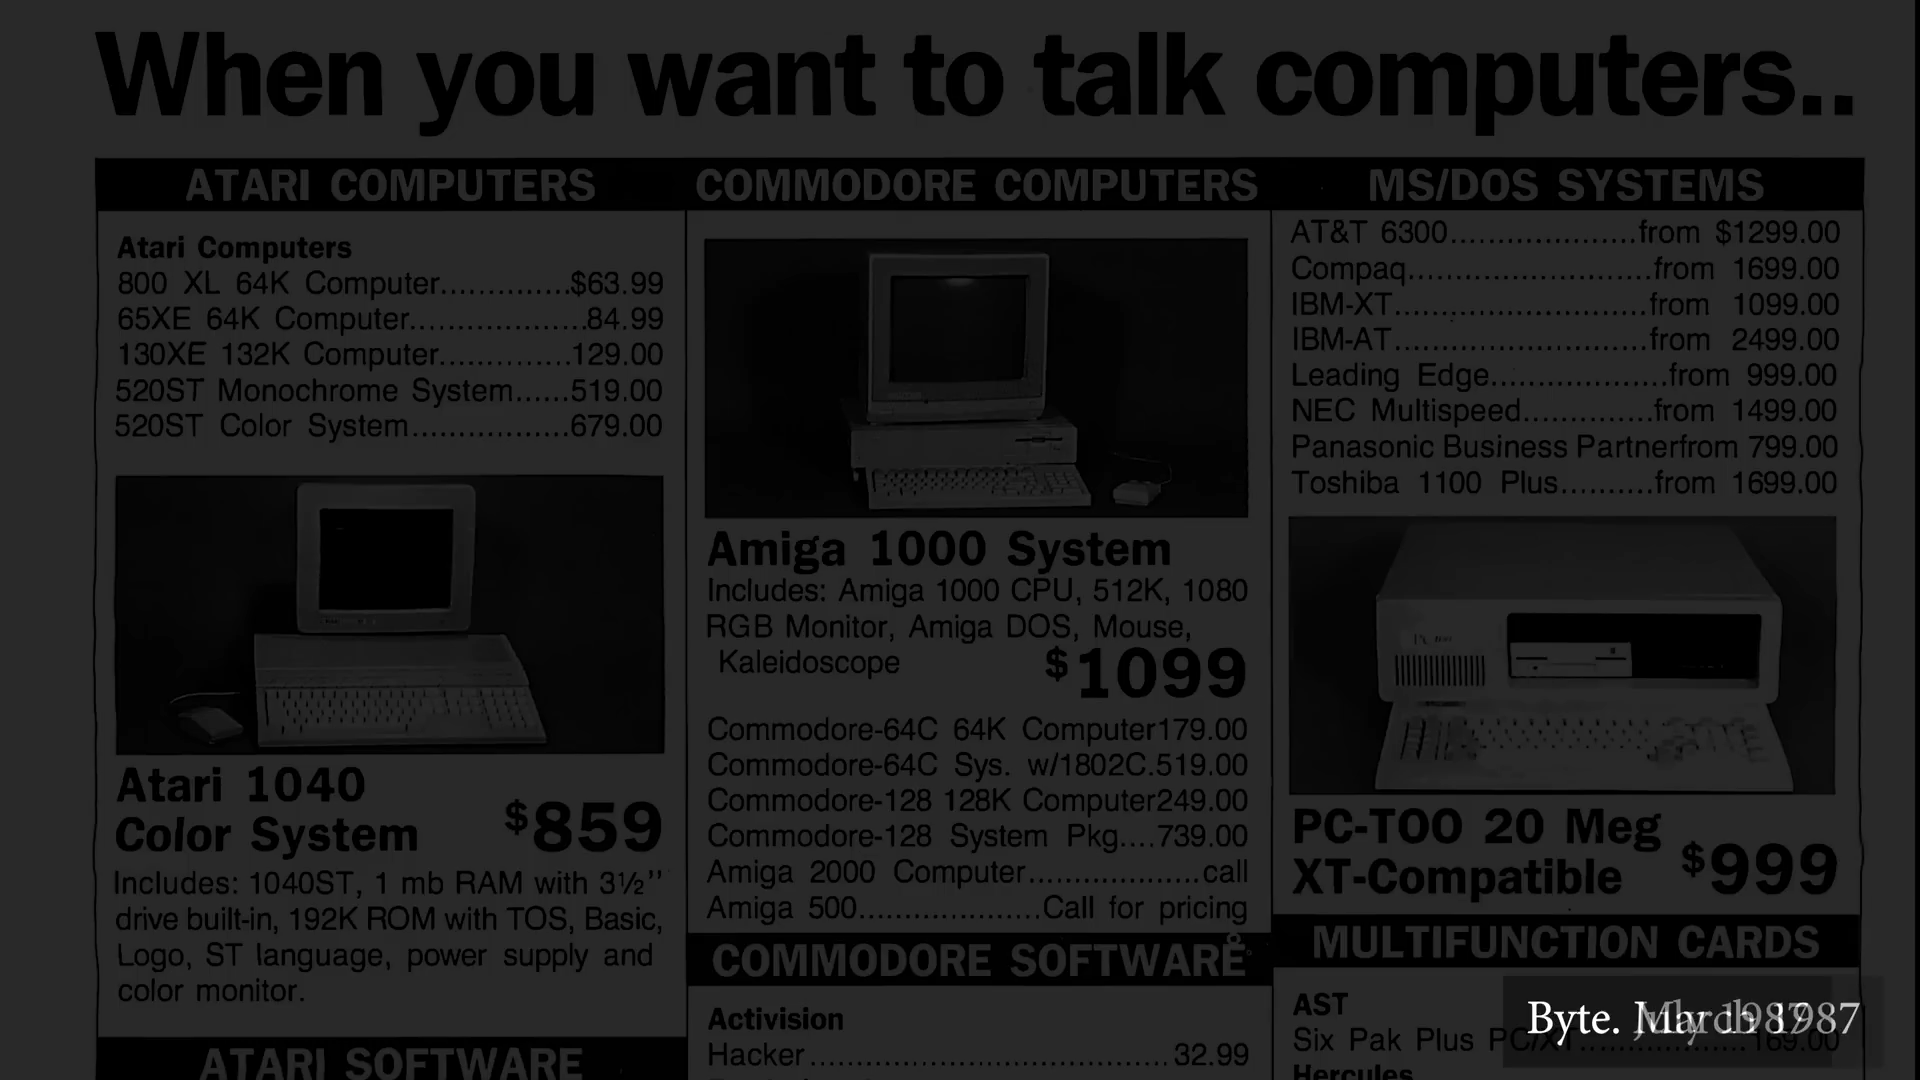 When you want to talk computers..
ATARI COMPUTERS
Atari Computers
800 XL 64K Computer..............$63.99
65XE 64K Computer..................84.99
130XE 132K Computer.............129.00
520ST Monochrome System......519.00
520ST Color System................679.00
Atari 1040
Color System $859
Includes: 1040ST, 1 mb RAM with 3½''
drive built-in, 192K ROM with TOS, Basic,
Logo, ST language, power supply and
color monitor.
ATARI SOFTWARE
COMMODORE COMPUTERS
Amiga 1000 System
Includes: Amiga 1000 CPU, 512K, 1080
RGB Monitor, Amiga DOS, Mouse,
Kaleidoscope $1099
Commodore-64C 64K Computer179.00
Commodore-64C Sys. w/1802C.519.00
Commodore-128 128K Computer249.00
Commodore-128 System Pkg....739.00
Amiga 2000 Computer..................call
Amiga 500...................Call for pricing
COMMODORE SOFTWARE
Activision
Hacker....................................32.99
MS/DOS SYSTEMS
AT&T 6300....................from $1299.00
Compaq..........................from 1699.00
IBM-XT...........................from 1099.00
IBM-AT...........................from 2499.00
Leading Edge...................from 999.00
NEC Multispeed..............from 1499.00
Panasonic Business Partnerfrom 799.00
Toshiba 1100 Plus..........from 1699.00
PC-TOO 20 Meg
XT-Compatible $999
MULTIFUNCTION CARDS
AST
Six Pak Plus PC/XT..................169.00
Hercules
Byte.